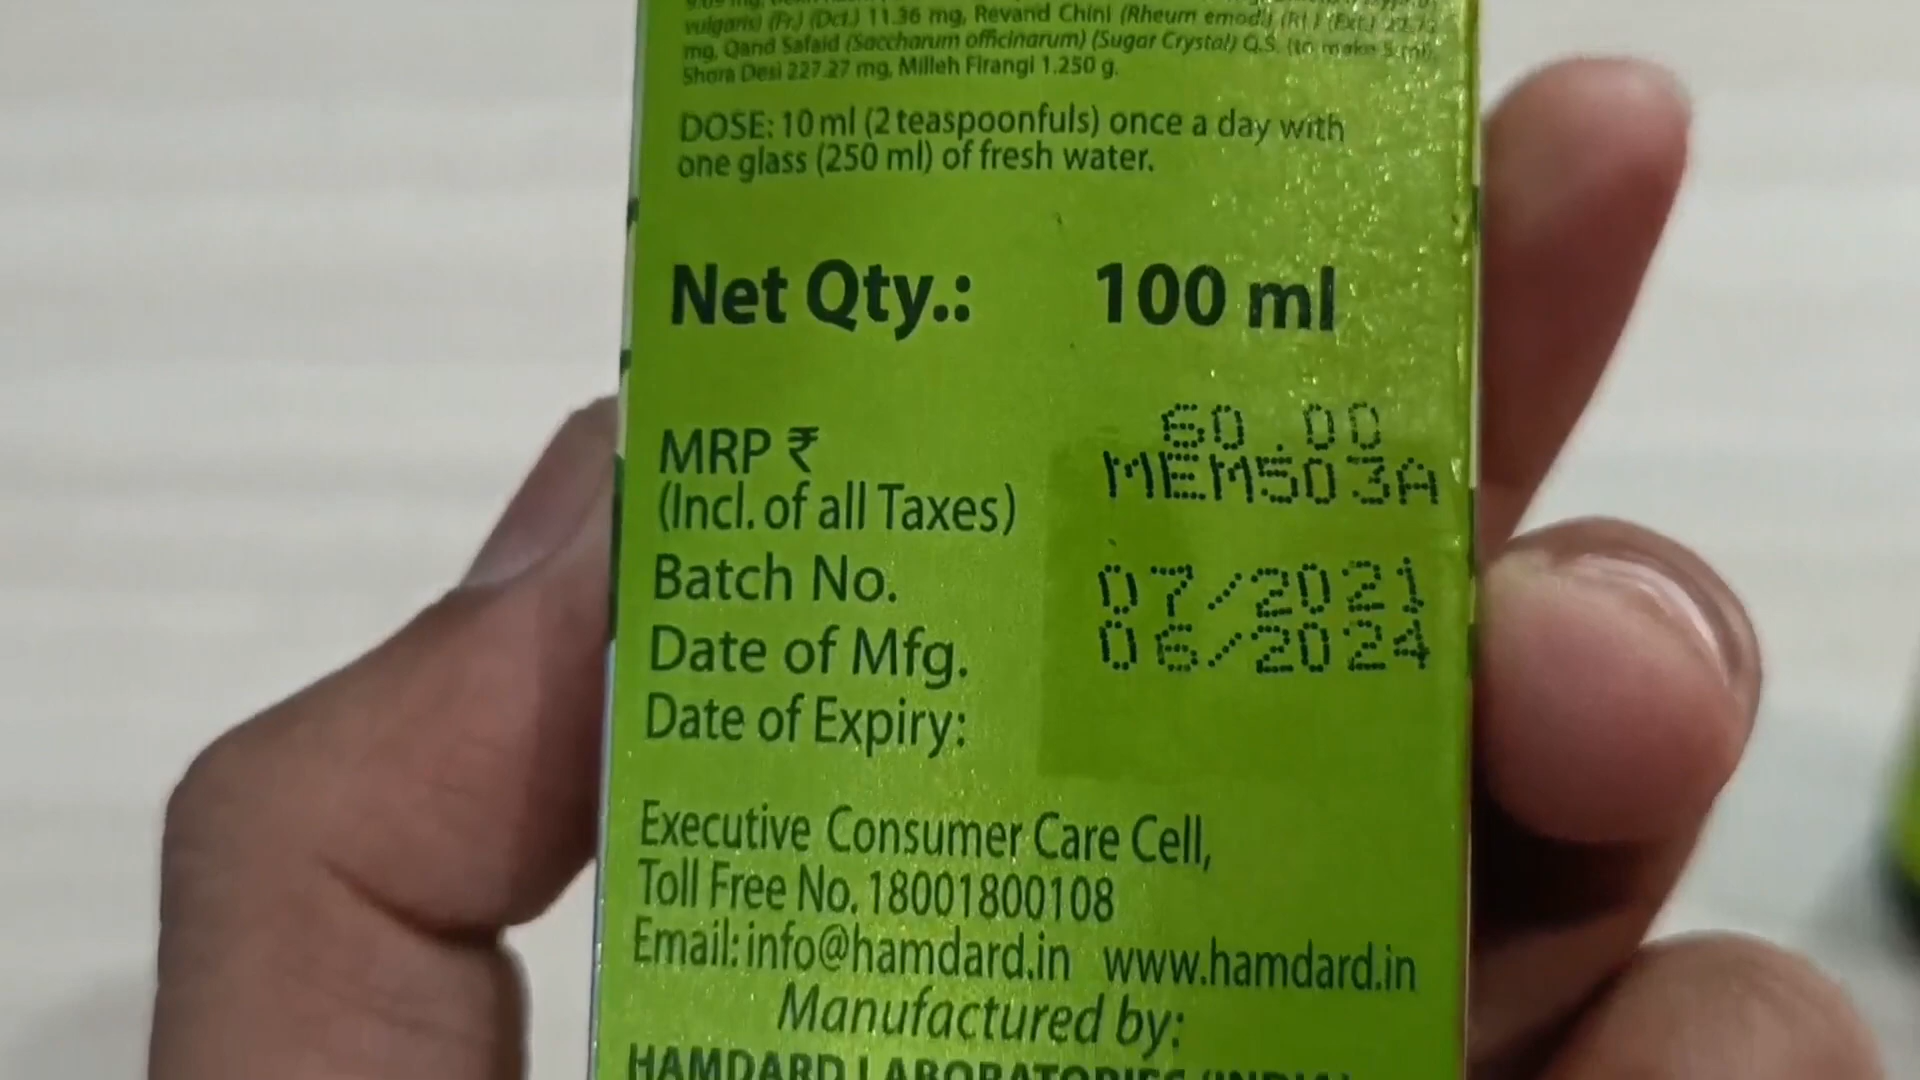 vulgaris) (Fr.) (Dct.) 11.36 mg, Revand Chini (Rheum emodi) (Rt.) (Ext.)
mg, Qand Safaid (Saccharum officinarum) (Sugar Crystal) Q.S. (to make 5 ml),
Shora Desi 227.27 mg, Milleh Firangi 1.250 g.
DOSE: 10 ml (2 teaspoonfuls) once a day with
one glass (250 ml) of fresh water.
Net Qty.: 100 ml
MRP ₹ 60.00
(Incl. of all Taxes) MEM503A
Batch No. 07/2021
Date of Mfg. 06/2024
Date of Expiry:
Executive Consumer Care Cell,
Toll Free No. 18001800108
Email: info@hamdard.in www.hamdard.in
Manufactured by:
HAMDARD LABORATORIES (INDIA)